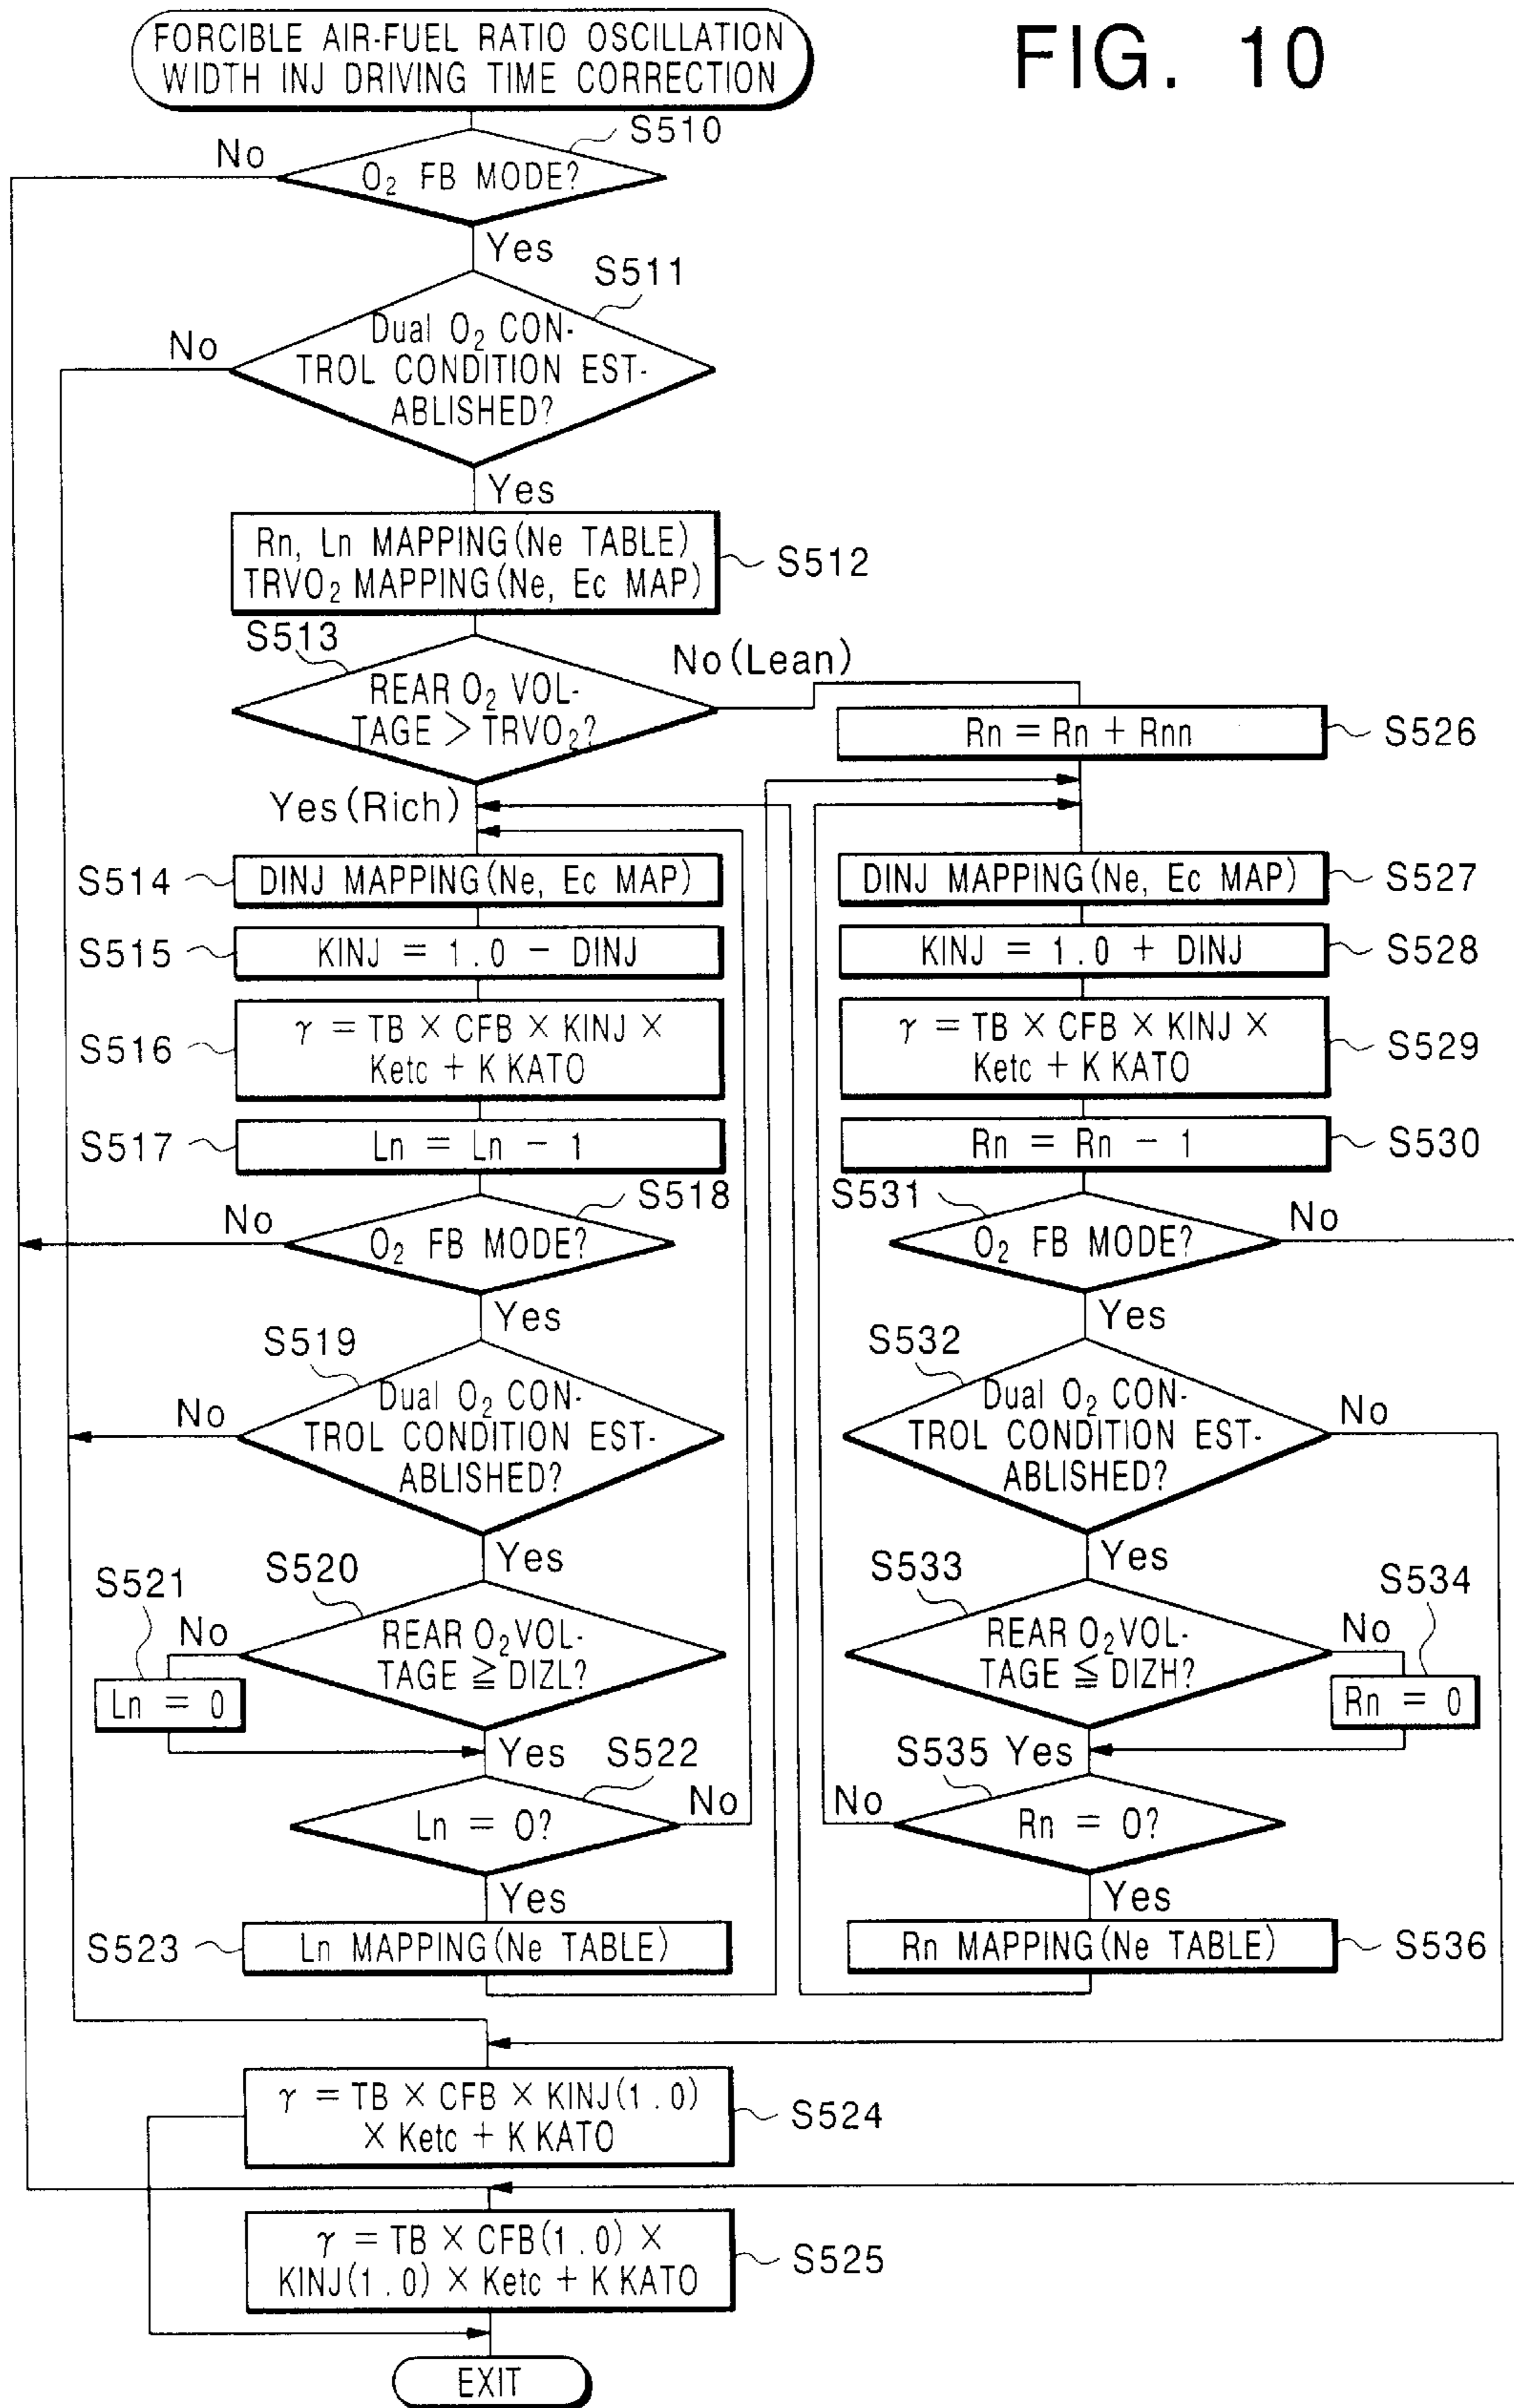 FORCIBLE AIR-FUEL RATIO OSCILLATION
WIDTH INJ DRIVING TIME CORRECTION
FIG. 10
S510
O₂ FB MODE?
No
Yes
S511
Dual O₂ CON-
TROL CONDITION EST-
ABLISHED?
No
Yes
Rn, Ln MAPPING(Ne TABLE)
TRVO₂ MAPPING(Ne, Ec MAP)
S512
S513
REAR O₂ VOL-
TAGE > TRVO₂?
No(Lean)
Yes(Rich)
Rn = Rn + Rnn
S526
S514
DINJ MAPPING(Ne, Ec MAP)
S515
KINJ = 1.0 − DINJ
S516
γ = TB × CFB × KINJ ×
Ketc + K KATO
S517
Ln = Ln − 1
S518
O₂ FB MODE?
No
Yes
S519
Dual O₂ CON-
TROL CONDITION EST-
ABLISHED?
No
Yes
S520
REAR O₂VOL-
TAGE ≧ DIZL?
No
S521
Ln = 0
Yes
S522
Ln = 0?
No
Yes
S523
Ln MAPPING(Ne TABLE)
DINJ MAPPING(Ne, Ec MAP)
S527
KINJ = 1.0 + DINJ
S528
γ = TB × CFB × KINJ ×
Ketc + K KATO
S529
Rn = Rn − 1
S530
S531
O₂ FB MODE?
No
Yes
S532
Dual O₂ CON-
TROL CONDITION EST-
ABLISHED?
No
Yes
S533
REAR O₂VOL-
TAGE ≦ DIZH?
No
S534
Rn = 0
Yes
S535
Rn = 0?
No
Yes
Rn MAPPING(Ne TABLE)
S536
γ = TB × CFB × KINJ(1.0)
× Ketc + K KATO
S524
γ = TB × CFB(1.0) ×
KINJ(1.0) × Ketc + K KATO
S525
EXIT